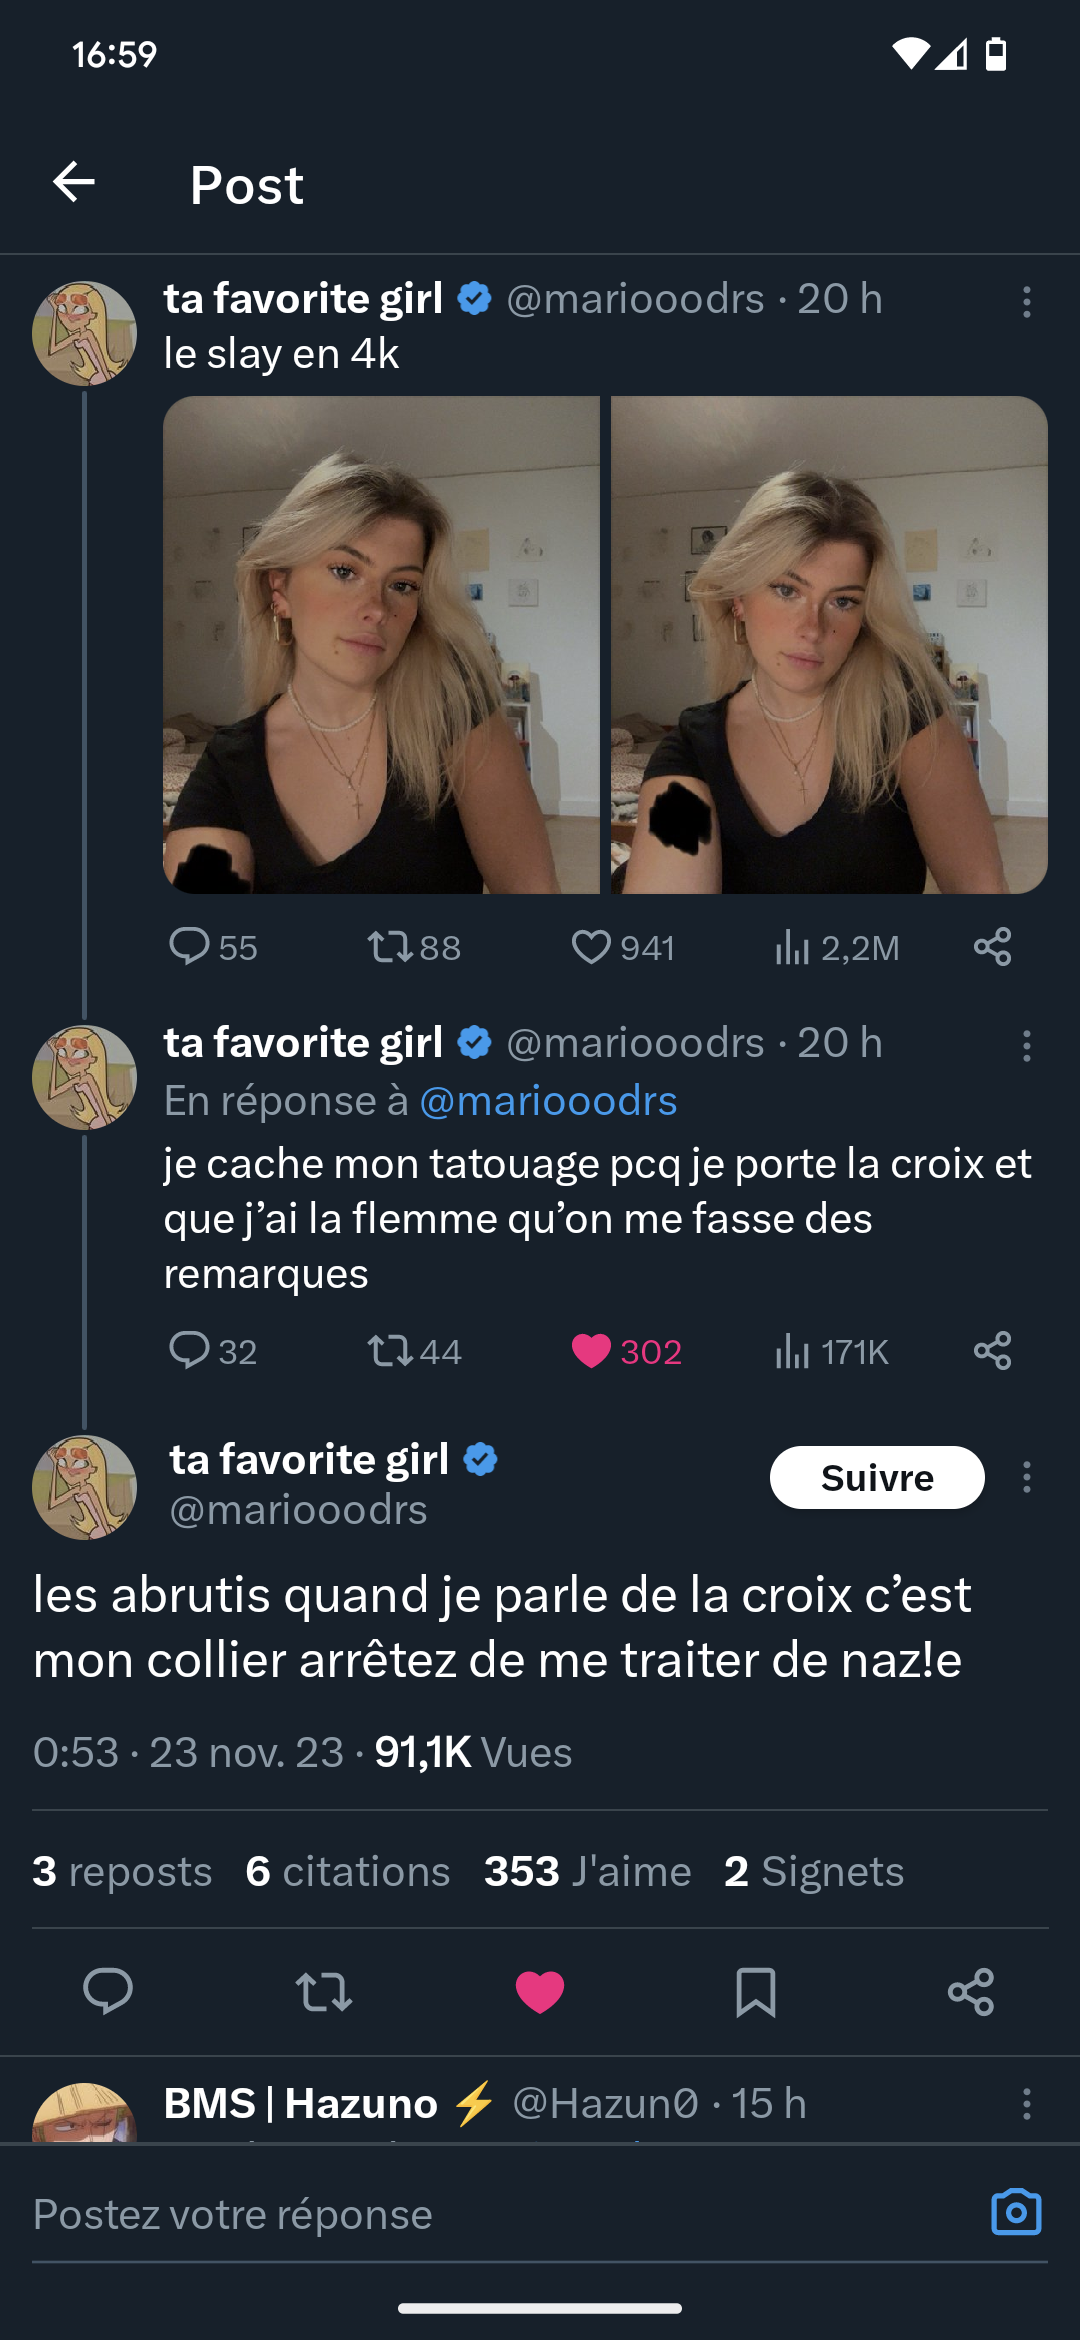 16:59
Post
ta favorite girl @mariooodrs · 20 h
le slay en 4k
55 88 941 2,2M
ta favorite girl @mariooodrs · 20 h
En réponse à @mariooodrs
je cache mon tatouage pcq je porte la croix et
que j’ai la flemme qu’on me fasse des
remarques
32 44 302 171K
ta favorite girl
@mariooodrs
Suivre
les abrutis quand je parle de la croix c’est
mon collier arrêtez de me traiter de naz!e
0:53 · 23 nov. 23 · 91,1K Vues
3 reposts 6 citations 353 J'aime 2 Signets
BMS | Hazuno ⚡ @Hazun0 · 15 h
Postez votre réponse